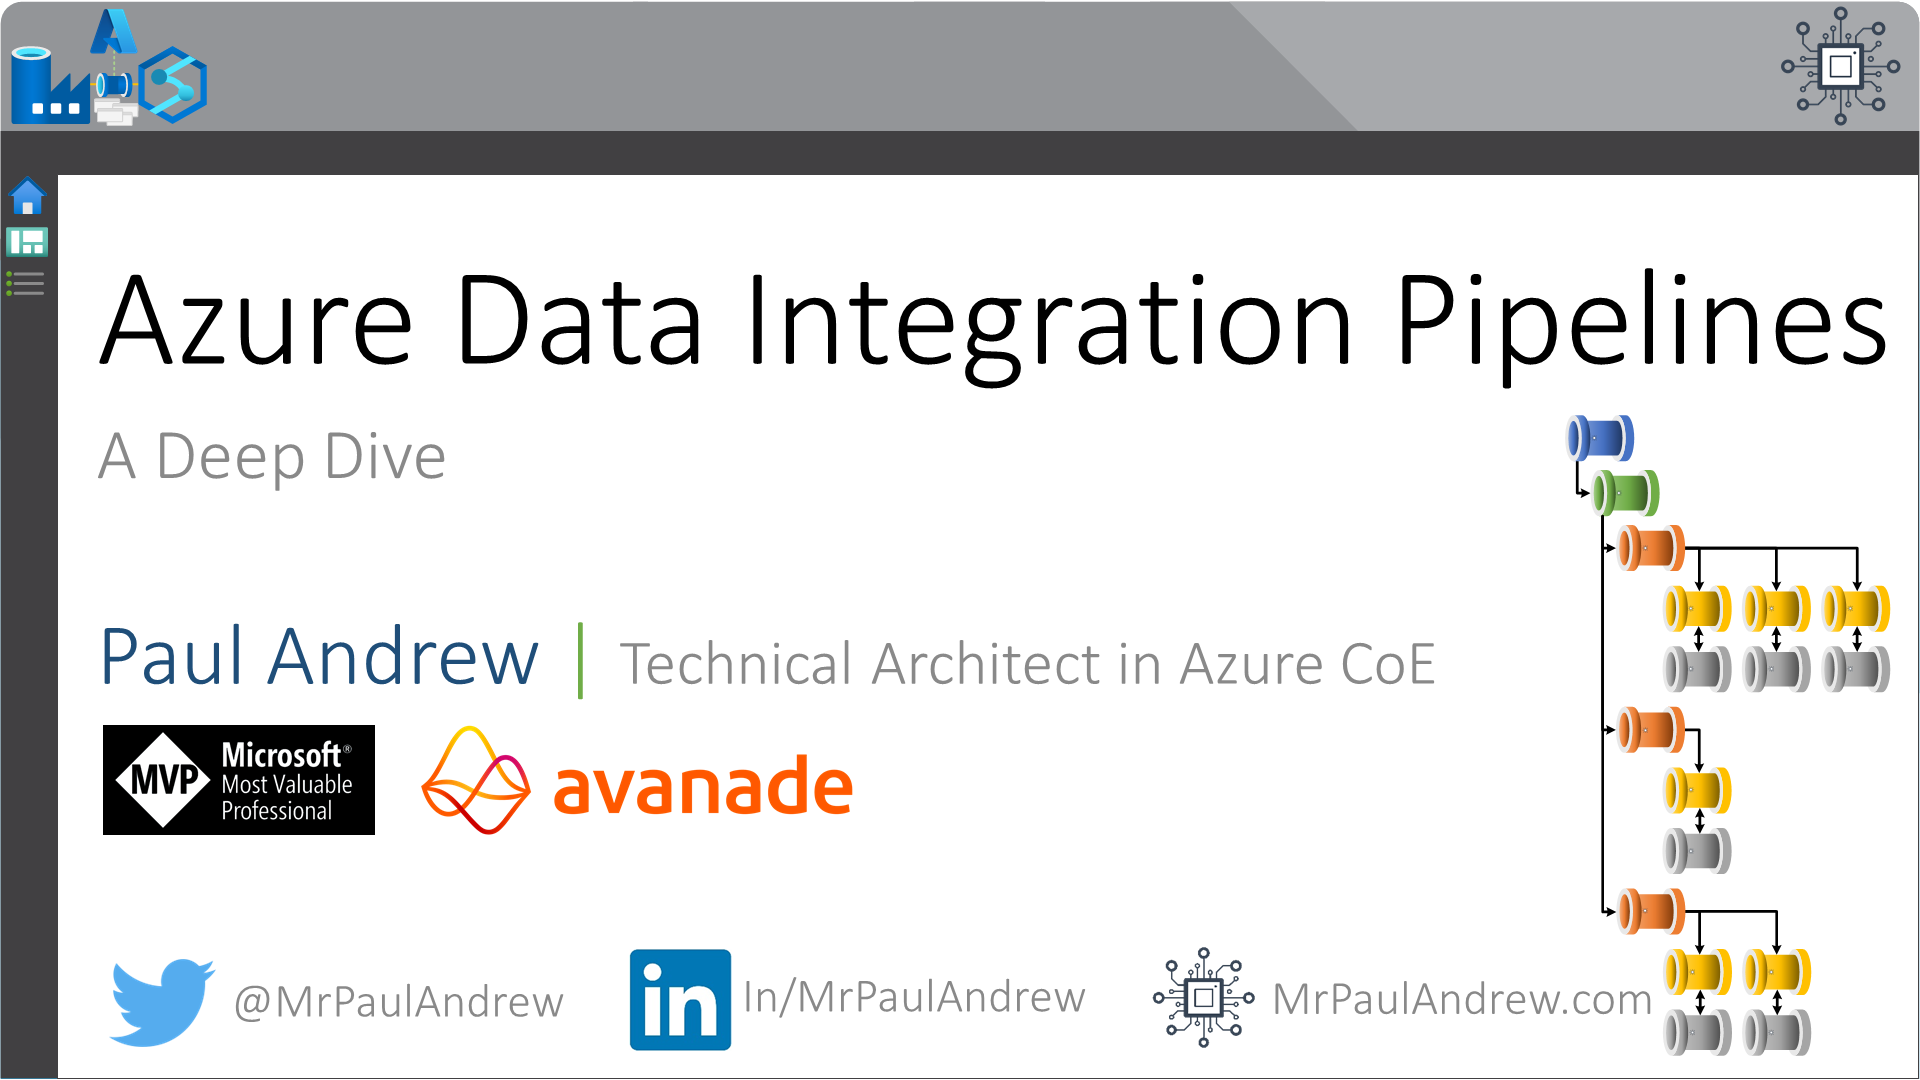 Azure Data Integration Pipelines
A Deep Dive
Paul Andrew | Technical Architect in Azure CoE
MVP
Microsoft®
Most Valuable
Professional
avanade
@MrPaulAndrew
in
In/MrPaulAndrew
MrPaulAndrew.com